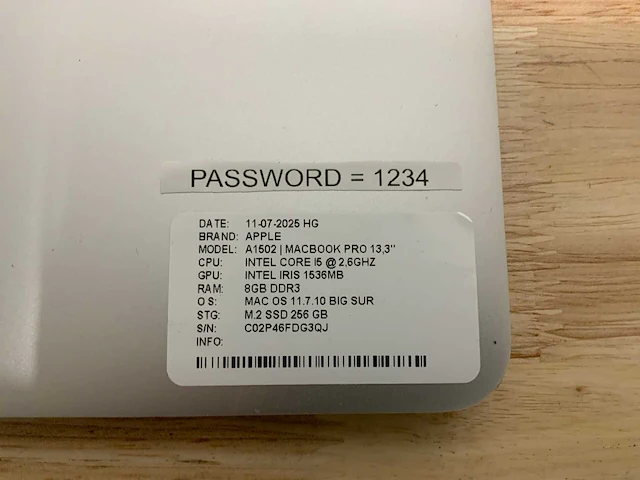 PASSWORD = 1234
DATE: 11-07-2025 HG
BRAND: APPLE
MODEL: A1502 | MACBOOK PRO 13,3"
CPU: INTEL CORE I5 @ 2.6GHZ
GPU: INTEL IRIS 1536MB
RAM: 8GB DDR3
OS: MAC OS 11.7.10 BIG SUR
STG: M.2 SSD 256 GB
S/N: C02P46FDG3QJ
INFO: